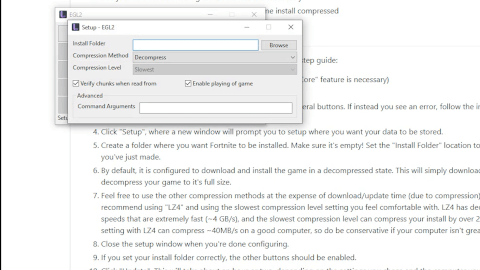 EGL2
be installed compressed
Setup - EGL2
Install Folder
Browse
Compression Method
Decompress
step guide:
Compression Level
Slowest
Verify chunks when read from
Enable playing of game
Core" feature is necessary)
Advanced
Command Arguments
eral buttons. If instead you see an error, follow the in
Setu
4. Click "Setup", where a new window will prompt you to setup where you want your data to be stored.
5. Create a folder where you want Fortnite to be installed. Make sure it's empty! Set the "Install Folder" location to
you've just made.
6. By default, it is configured to download and install the game in a decompressed state. This will simply download
decompress your game to it's full size.
7. Feel free to use the other compression methods at the expense of download/update time (due to compression)
recommend using "LZ4" and using the slowest compression level setting you feel comfortable with. LZ4 has dec
speeds that are extremely fast (~4 GB/s), and the slowest compression level can compress your install by over 2
setting with LZ4 can compress ~40MB/s on a good computer, so do be conservative if your computer isn't grea
8. Close the setup window when you're done configuring.
9. If you set your install folder correctly, the other buttons should be enabled.